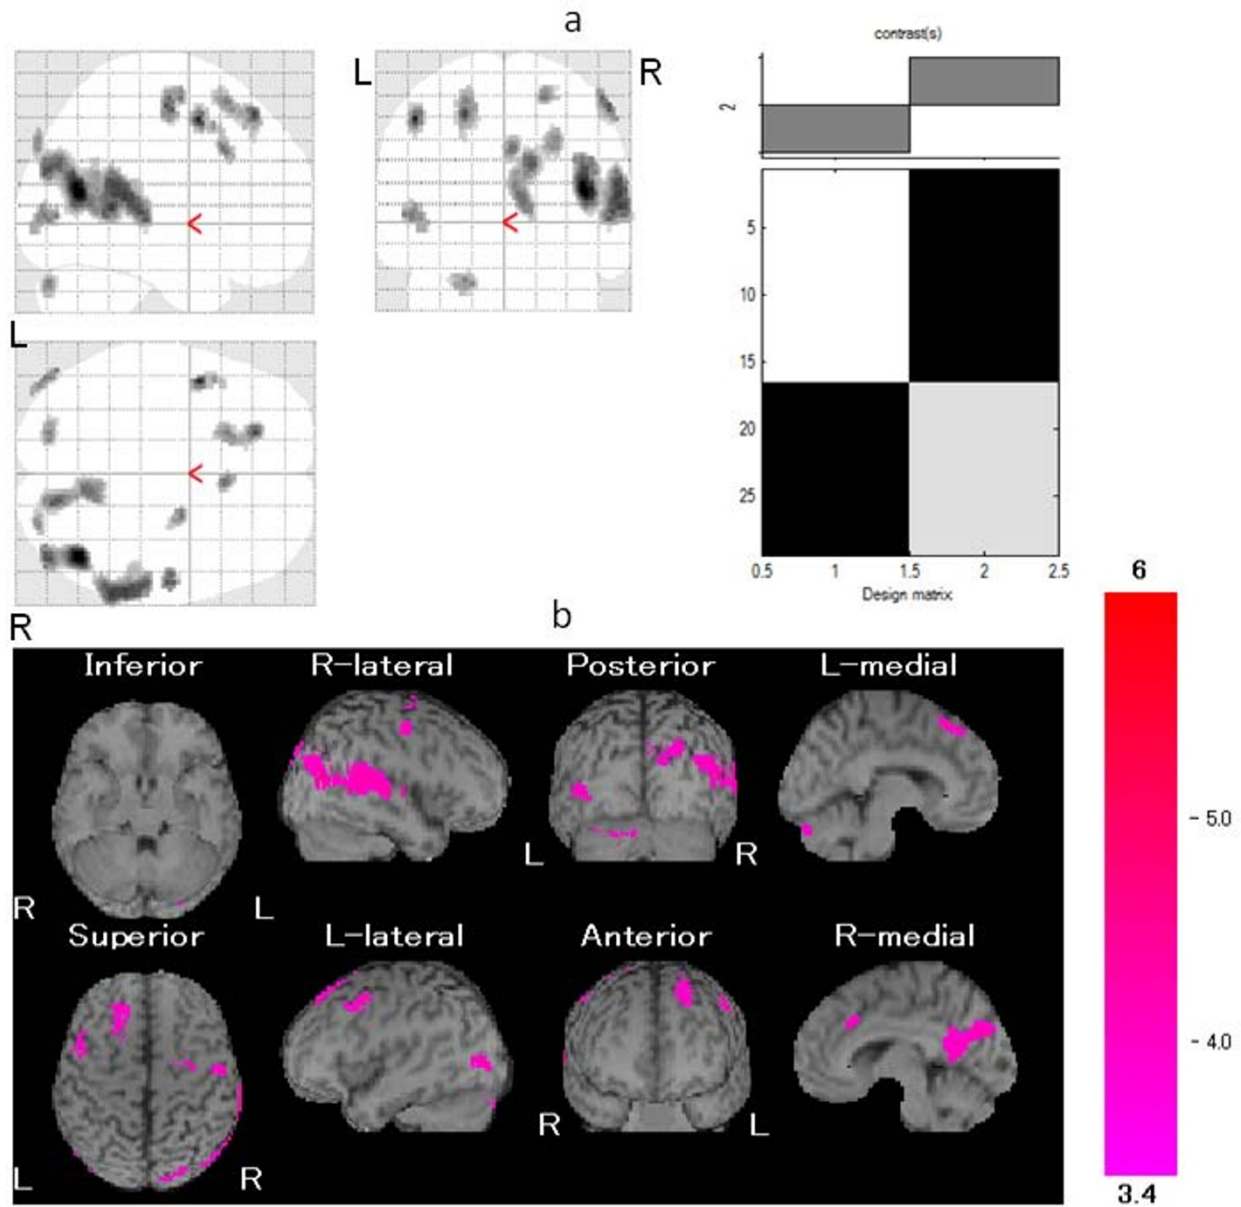 a
L
R
contrast(s)
2
5
10
15
20
25
0.5 1 1.5 2 2.5
Design matrix
L
R
b
6
5.0
4.0
3.4
Inferior R-lateral Posterior L-medial
L R
R L
Superior L-lateral Anterior R-medial
R L
L R